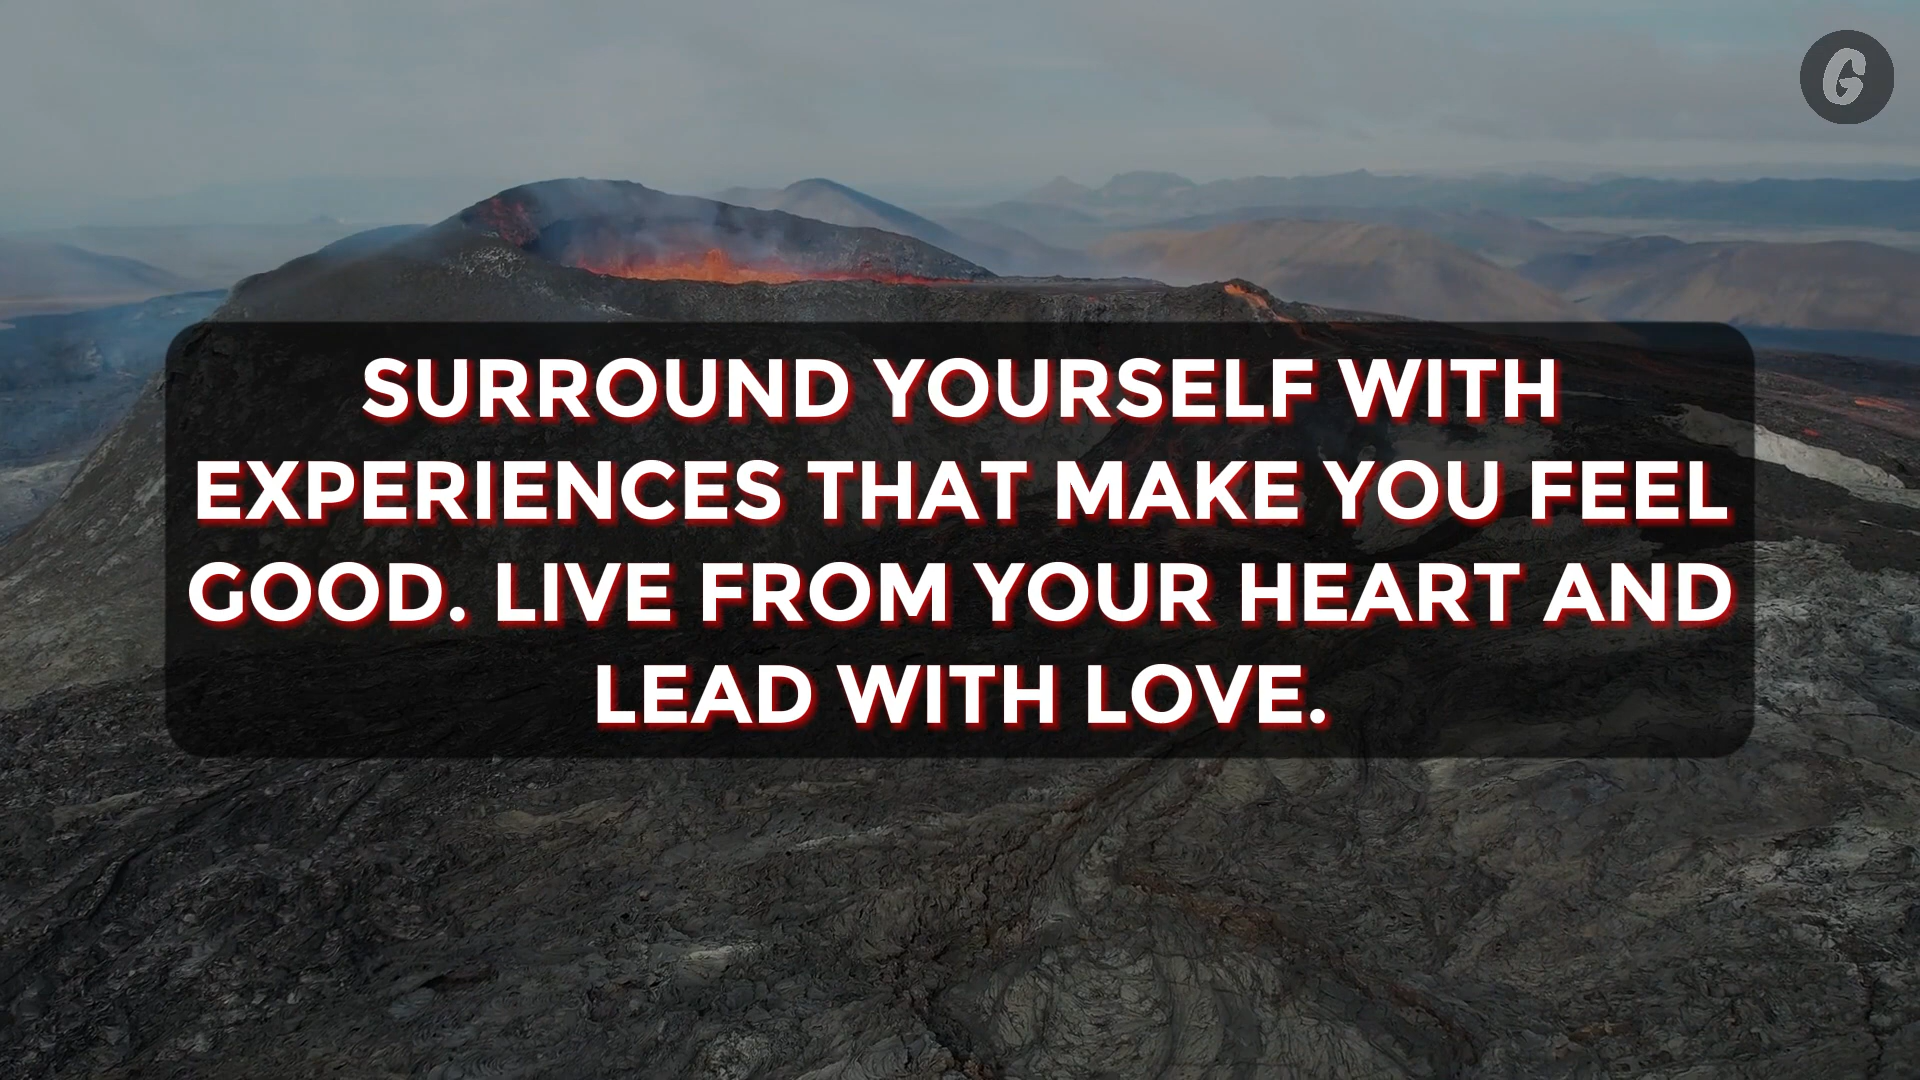 G
SURROUND YOURSELF WITH
EXPERIENCES THAT MAKE YOU FEEL
GOOD. LIVE FROM YOUR HEART AND
LEAD WITH LOVE.